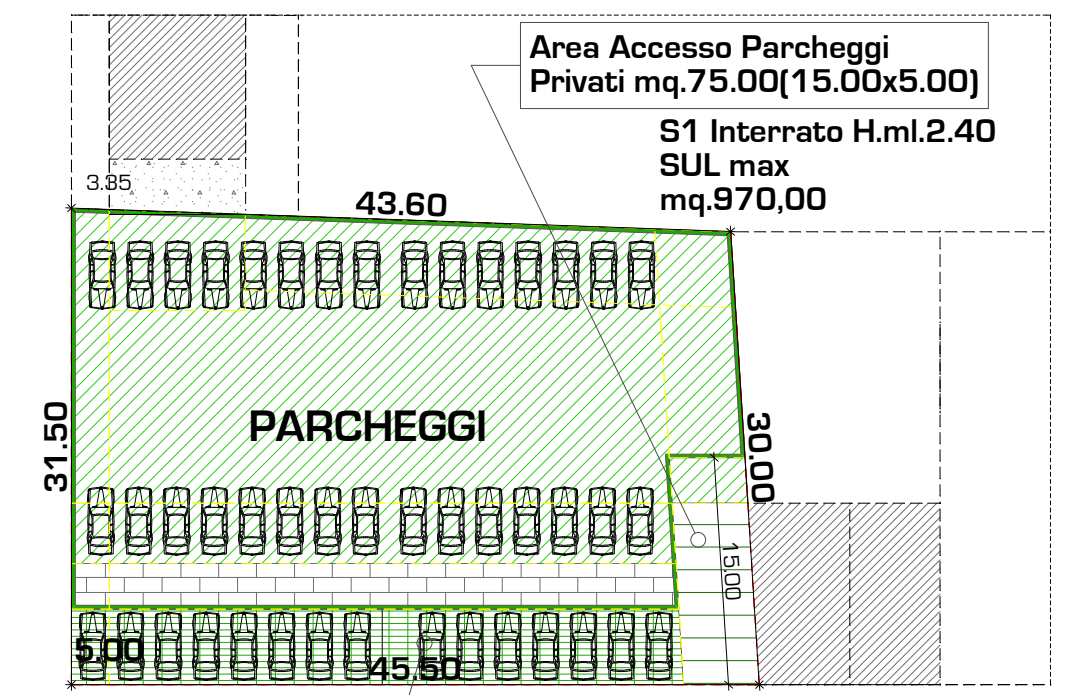 Area Accesso Parcheggi
Privati mq.75.00(15.00x5.00)
S1 Interrato H.ml.2.40
SUL max
mq.970,00
3.35
43.60
PARCHEGGI
31.50
30.00
15.00
5.00
45.50